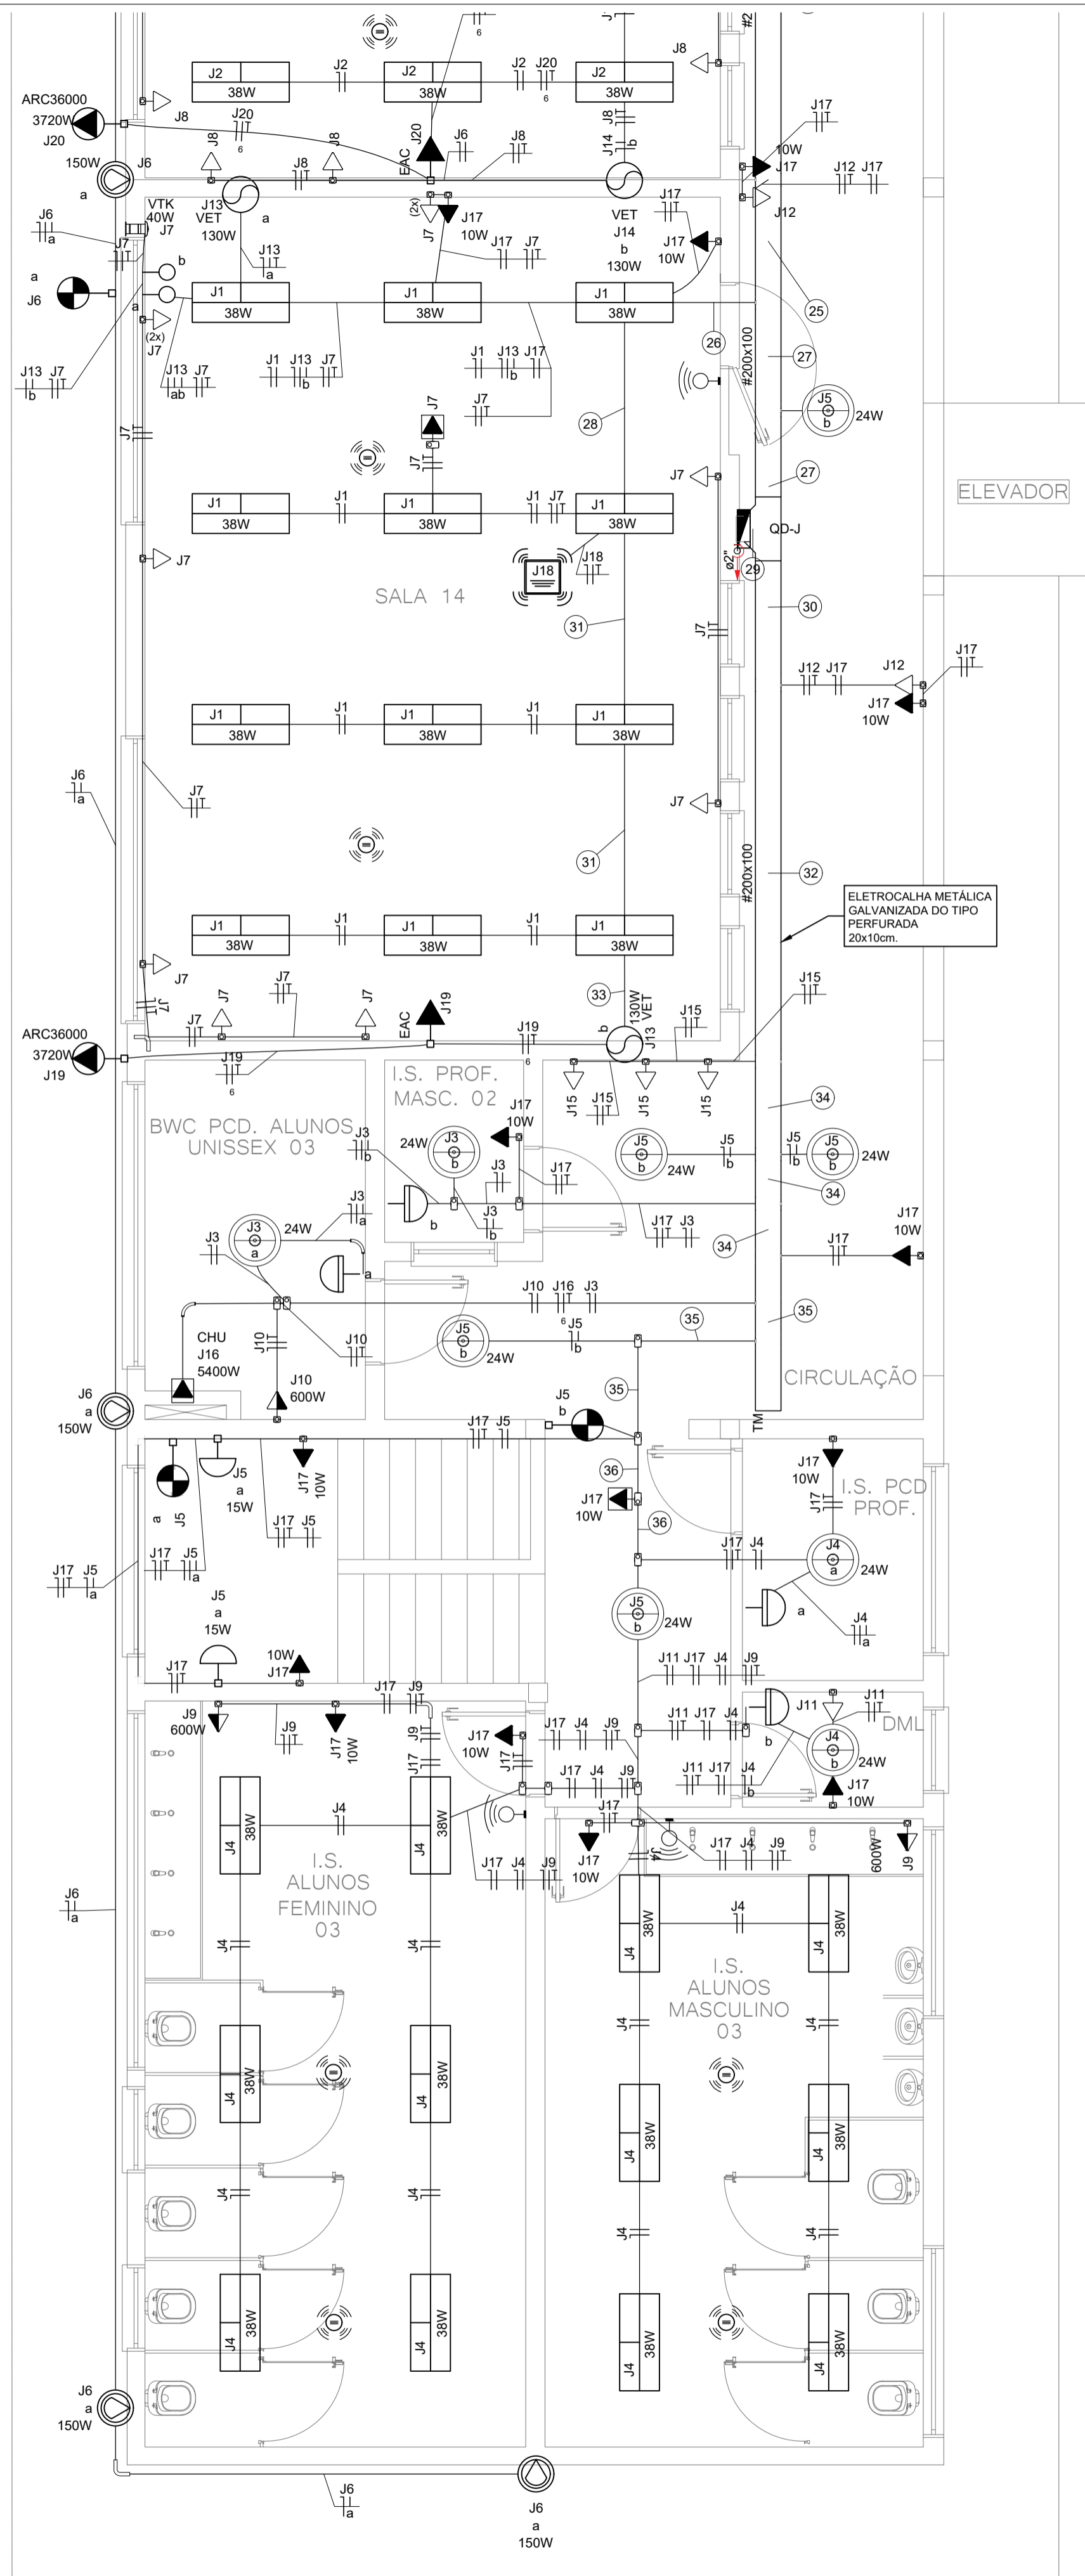 J8
J2
J2
J2
J20
6
J2
38W
J2
38W
J2
38W
#2
6
ARC36000
3720W
J20
J8
J20
6
J8
J8
J20
EAC
J6
J8
J8
J14
b
J17
10W
J17
J12 J17
J12
150W
J6
a
J8
VTK
40W
J7
J13
VET
130W
a
(2x)
J7
J17
10W
J17
VET
J14
b
130W
J17
10W
J6
a
J7
J13
a
J17 J7
a
J6
b
a
J1
38W
J1
38W
J1
38W
25
26
27
#200x100
(2x)
J7
J13 J7
b
J13 J7
ab
J1 J13 J7
b
J1 J13 J17
b
J7
J7
J5
b
24W
28
J7
J7
J7
27
ELEVADOR
J1
38W
J1
J1
38W
J1 J7
J1
38W
QD-J
ø2"
29
J7
J18
J18
SALA 14
30
31
J7
J12 J17
J12
J17
J17
10W
J1
38W
J1
J1
38W
J1
J1
38W
J6
a
J7
J7
31
#200x100
32
ELETROCALHA METÁLICA
GALVANIZADA DO TIPO
PERFURADA
20x10cm.
J1
38W
J1
J1
38W
J1
J1
38W
J7
J7
J7
J7
J7
J7
J19
EAC
33
130W
VET
b
J13
J15
J15
ARC36000
3720W
J19
J19
6
J19
6
J15
J15
J15
J15
BWC PCD. ALUNOS
UNISSEX 03
I.S. PROF.
MASC. 02
J17
10W
34
J3
b
24W
J3
b
J3
J17
J5
b
24W
J5
b
J5
b
J5
b
24W
34
b
J3
b
J17 J3
J3
a
J3
J3
a
24W
a
34
J17
J17
10W
J10 J16 J3
6
35
CHU
J16
5400W
J10
J10
J5
b
24W
J5
b
35
CIRCULAÇÃO
J10
600W
J6
a
150W
J5
b
35
TM
J17 J5
J5
a
15W
J17
10W
a
J5
36
J17
10W
J17
10W
J17
I.S. PCD
PROF.
J17 J5
J17 J5
a
J17 J5
a
36
J17 J4
J4
a
24W
a
J4
a
J5
a
15W
10W
J17
J17
J5
b
24W
J11 J17 J4 J9
J9
600W
J9
J17
10W
J17 J9
J9
J17
J17
10W
J17
J17 J4 J9
J11 J17 J4
b
J11
J11
DML
J4
b
24W
J17
10W
J4
38W
J4
J4
38W
J17 J4 J9
J11 J17 J4
b
J17
J17
10W
J4
J17 J4 J9
J17 J4 J9
600W
J9
J6
a
I.S.
ALUNOS
FEMININO
03
J4
J4
J4
38W
J4
J4
38W
I.S.
ALUNOS
MASCULINO
03
J4
J4
J4
38W
J4
38W
J4
38W
J4
38W
J4
J4
J4
J4
J4
38W
J4
38W
J4
38W
J4
38W
J6
a
150W
J6
a
J6
a
150W